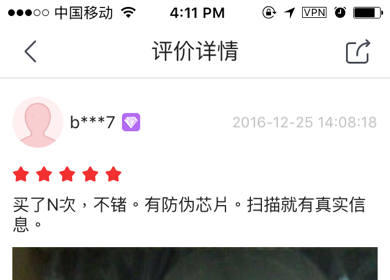 中国移动 4:11 PM VPN
评价详情
b***7 2016-12-25 14:08:18
买了N次，不锗。有防伪芯片。扫描就有真实信
息。